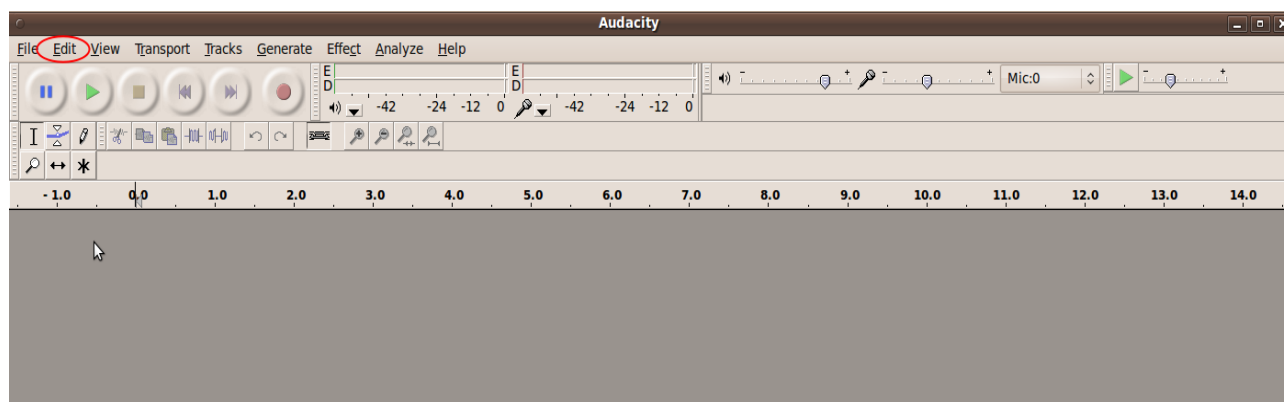 Audacity
File Edit View Transport Tracks Generate Effect Analyze Help
E E
D D
-42 -24 -12 0 -42 -24 -12 0
- + - + Mic:0 - +
- 1.0 0.0 1.0 2.0 3.0 4.0 5.0 6.0 7.0 8.0 9.0 10.0 11.0 12.0 13.0 14.0